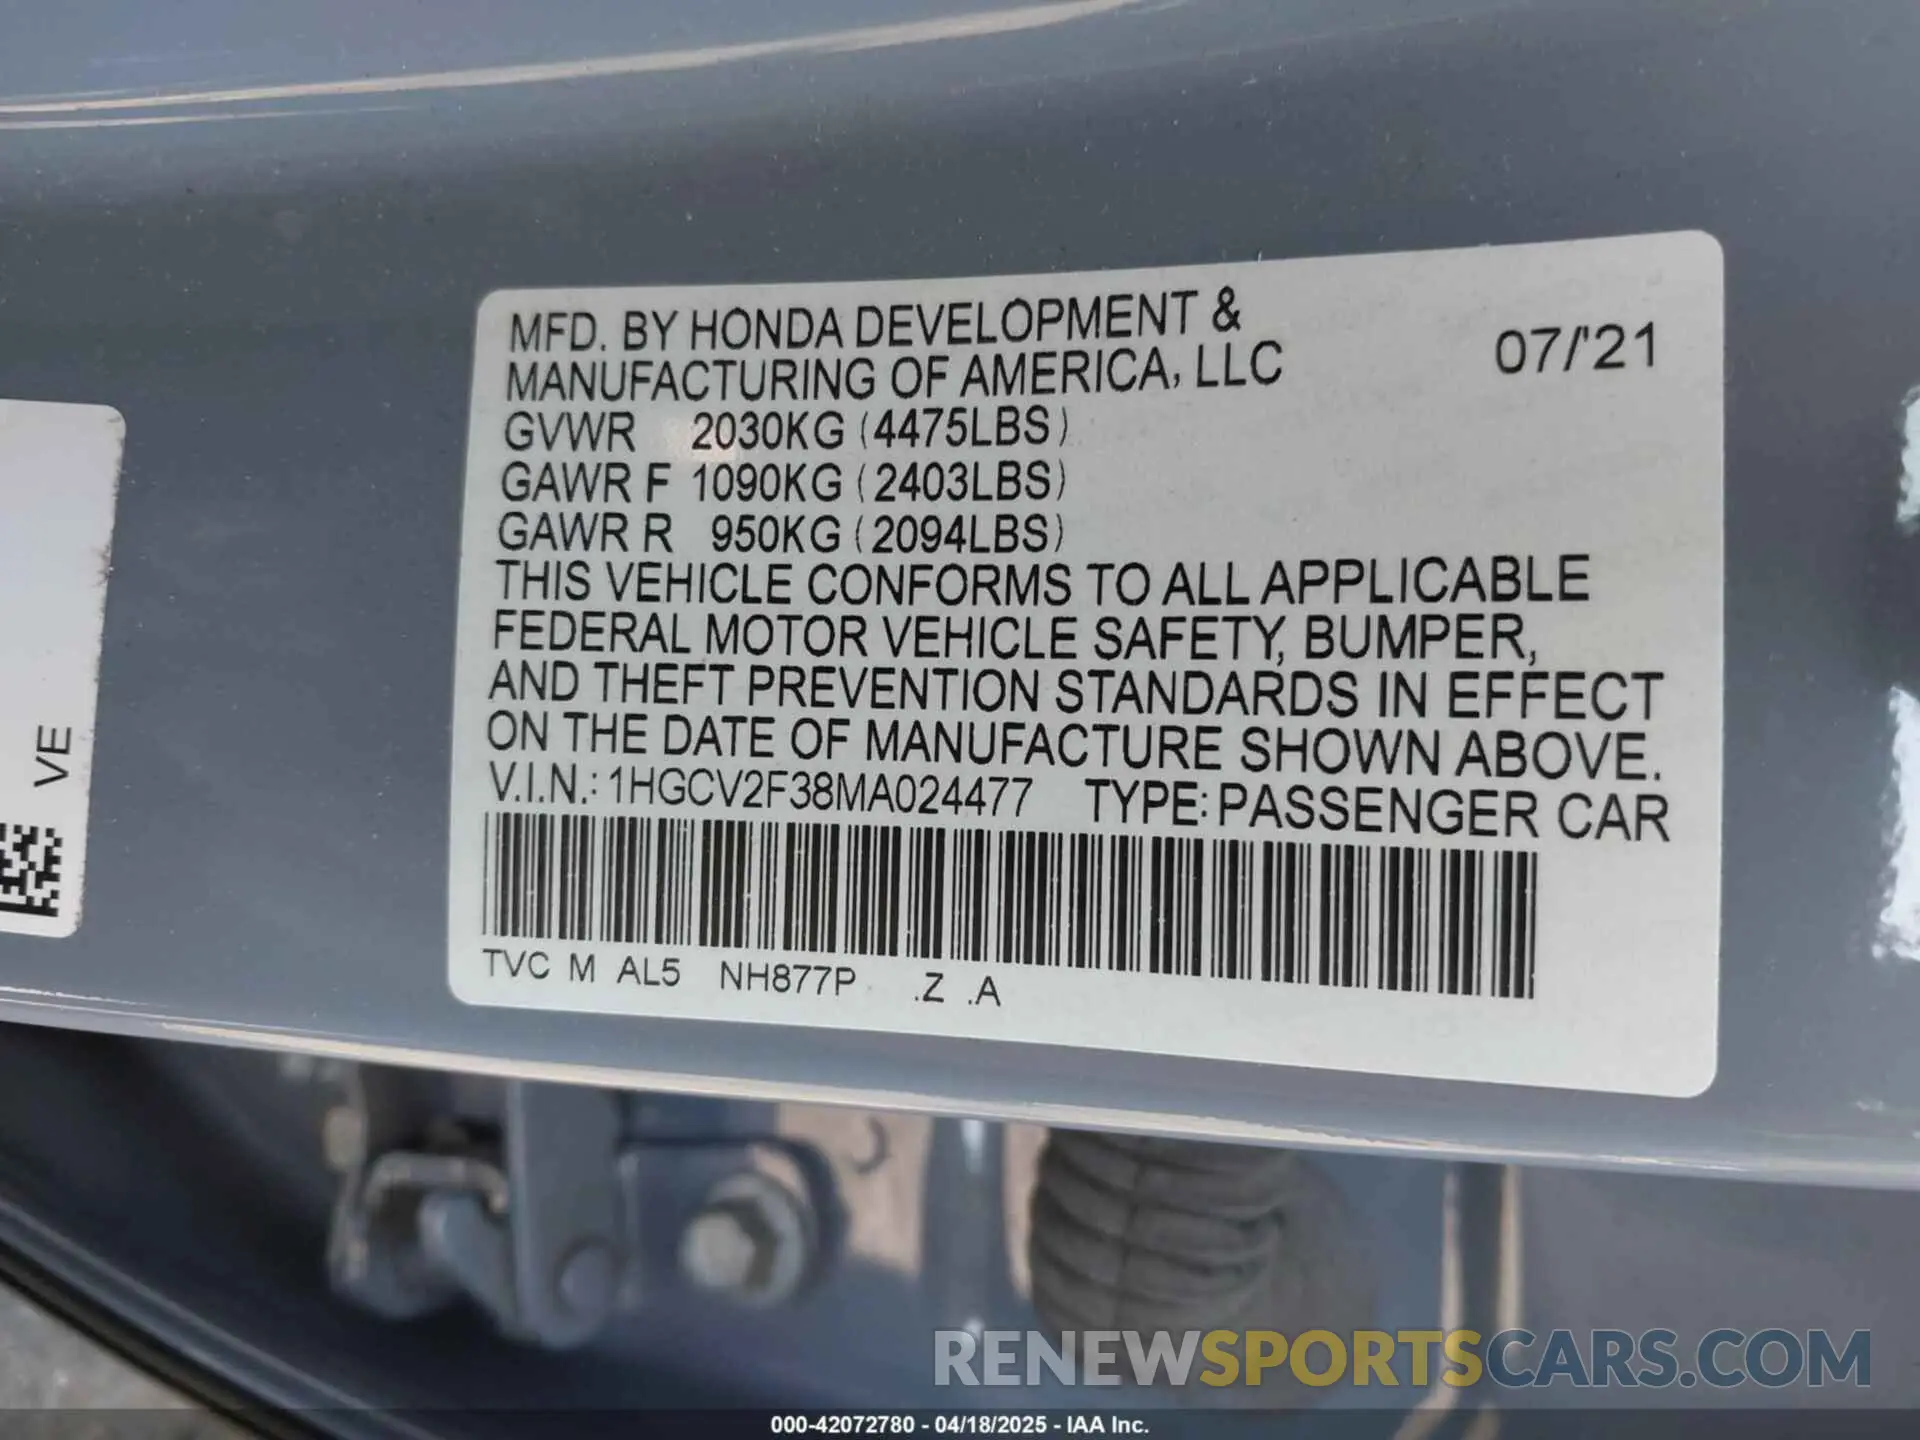 MFD. BY HONDA DEVELOPMENT &
MANUFACTURING OF AMERICA, LLC 07/'21
GVWR 2030KG (4475LBS)
GAWR F 1090KG (2403LBS)
GAWR R 950KG (2094LBS)
THIS VEHICLE CONFORMS TO ALL APPLICABLE
FEDERAL MOTOR VEHICLE SAFETY, BUMPER,
AND THEFT PREVENTION STANDARDS IN EFFECT
ON THE DATE OF MANUFACTURE SHOWN ABOVE.
V.I.N.: 1HGCV2F38MA024477 TYPE: PASSENGER CAR
TVC M AL5 NH877P .Z .A
VE
RENEWSPORTSCARS.COM
000-42072780 - 04/18/2025 - IAA Inc.